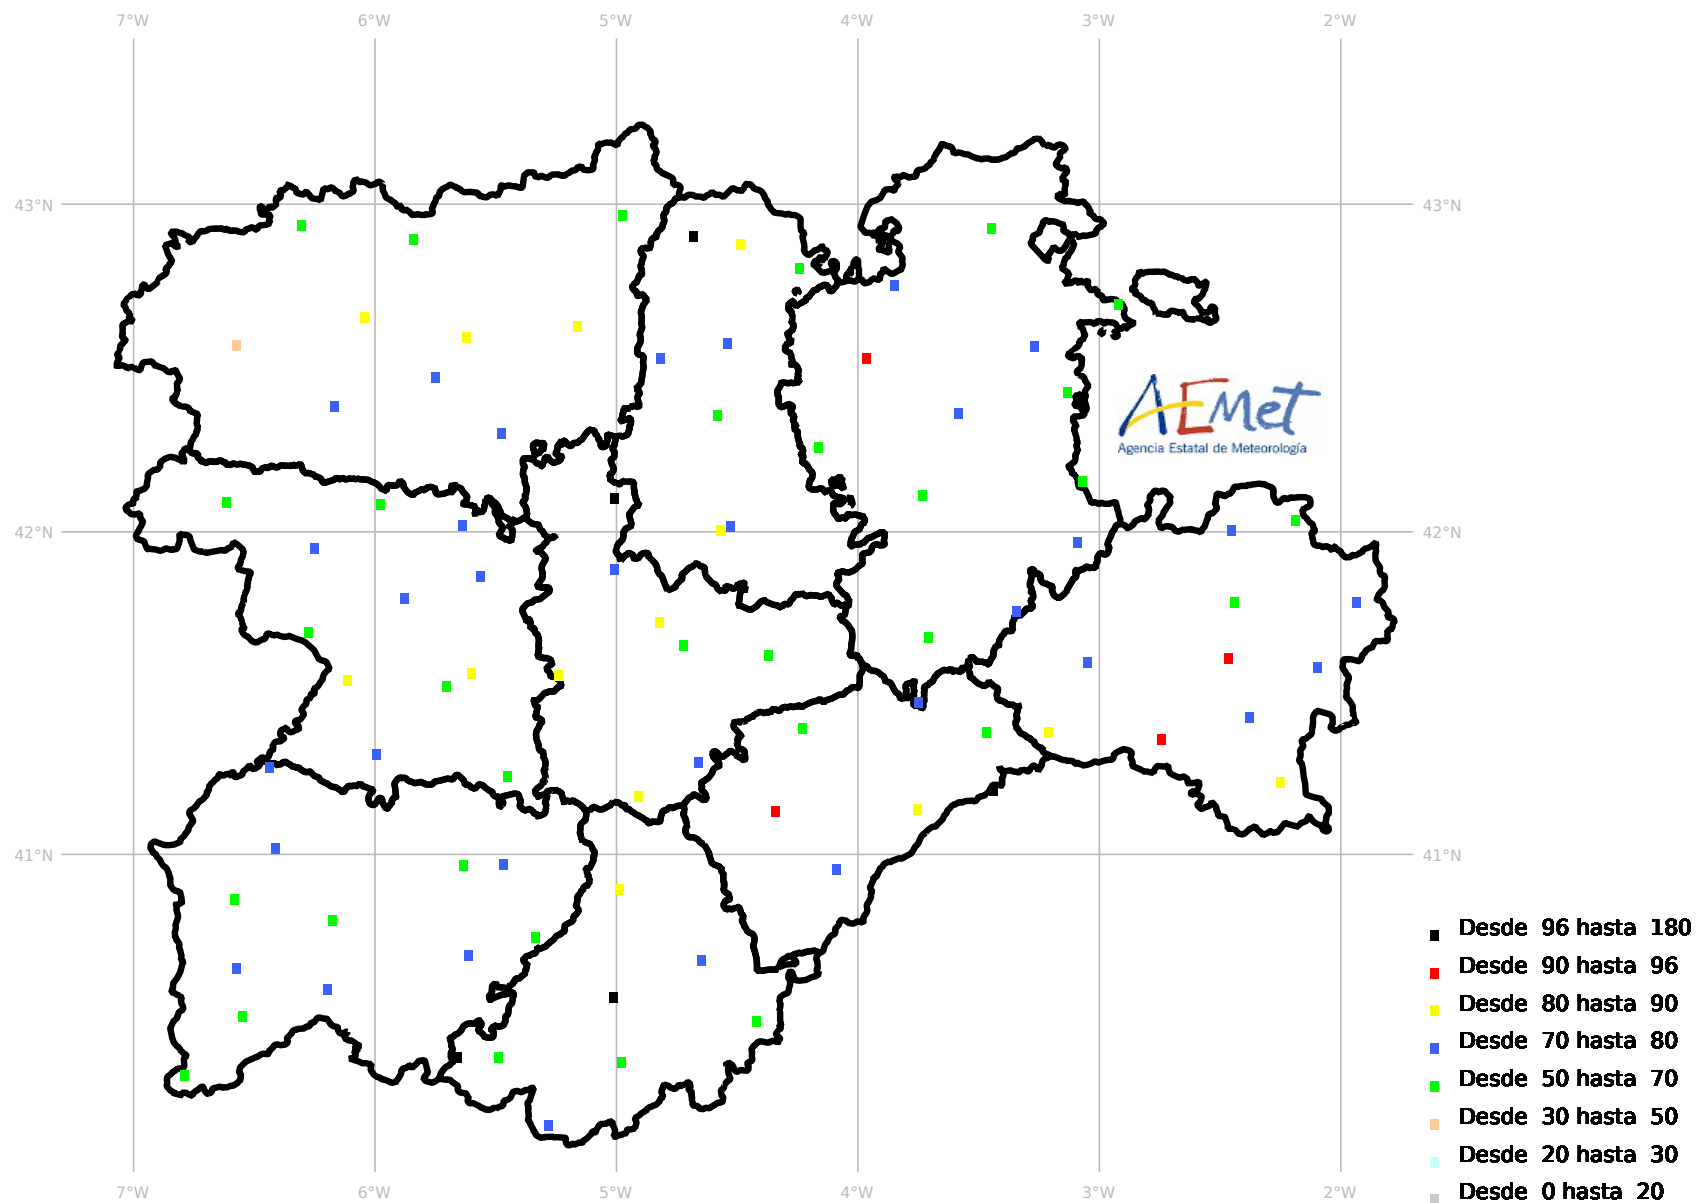 7°W 6°W 5°W 4°W 3°W 2°W
43°N 43°N
AEMet
Agencia Estatal de Meteorología
42°N 42°N
41°N 41°N
Desde 96 hasta 180
Desde 90 hasta 96
Desde 80 hasta 90
Desde 70 hasta 80
Desde 50 hasta 70
Desde 30 hasta 50
Desde 20 hasta 30
Desde 0 hasta 20
7°W 6°W 5°W 4°W 3°W 2°W